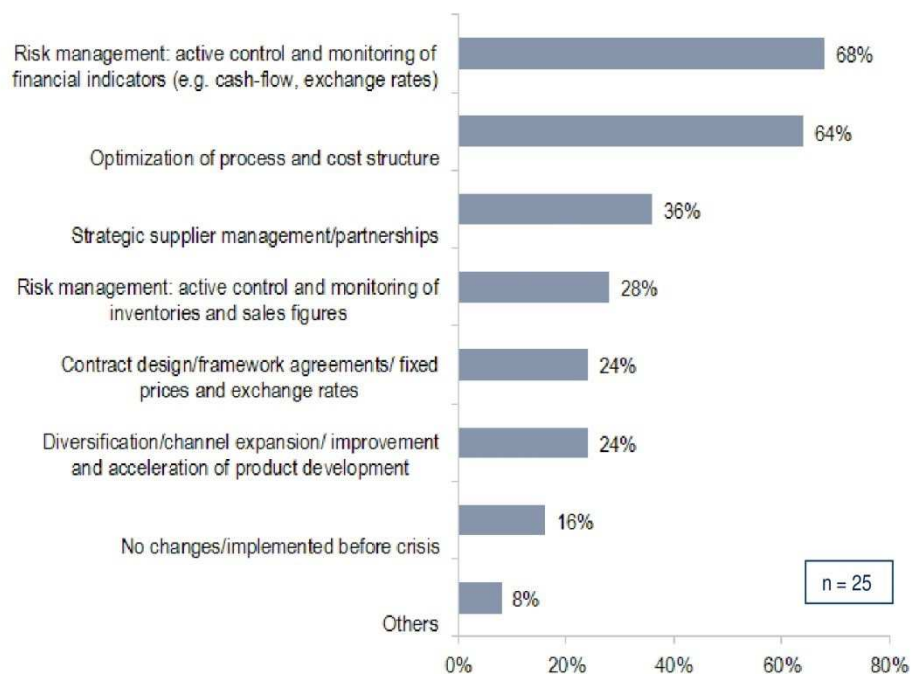 Risk management: active control and monitoring of
financial indicators (e.g. cash-flow, exchange rates)
68%
Optimization of process and cost structure
64%
Strategic supplier management/partnerships
36%
Risk management: active control and monitoring of
inventories and sales figures
28%
Contract design/framework agreements/ fixed
prices and exchange rates
24%
Diversification/channel expansion/ improvement
and acceleration of product development
24%
No changes/implemented before crisis
16%
Others
8%
n = 25
0%
20%
40%
60%
80%